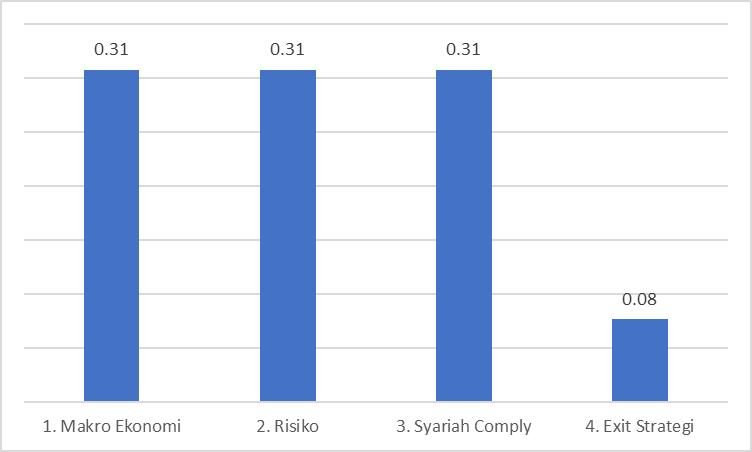 0.31
0.31
0.31
0.08
1. Makro Ekonomi
2. Risiko
3. Syariah Comply
4. Exit Strategi